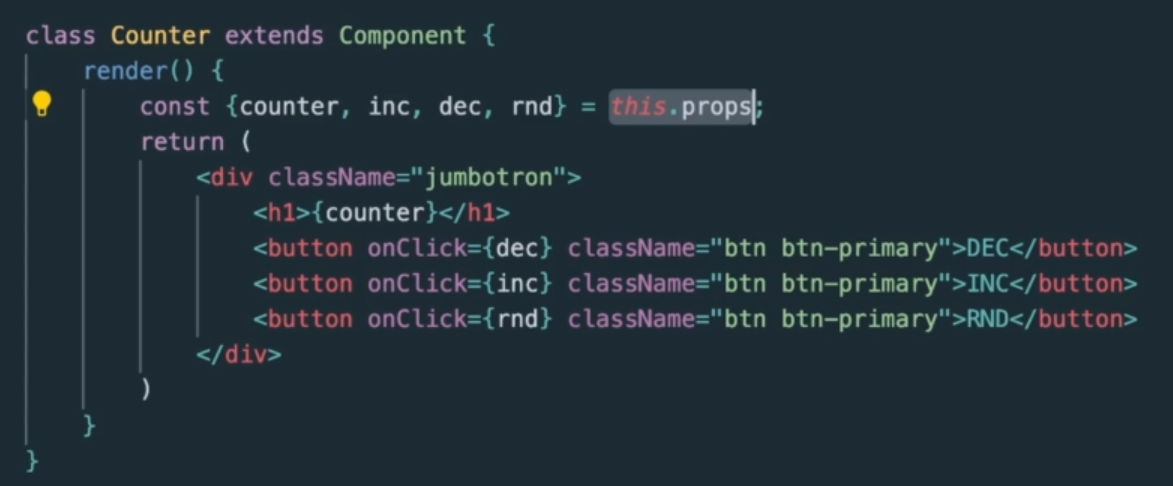 class Counter extends Component {
render() {
const {counter, inc, dec, rnd} = this.props;
return (
<div className="jumbotron">
<h1>{counter}</h1>
<button onClick={dec} className="btn btn-primary">DEC</button>
<button onClick={inc} className="btn btn-primary">INC</button>
<button onClick={rnd} className="btn btn-primary">RND</button>
</div>
)
}
}